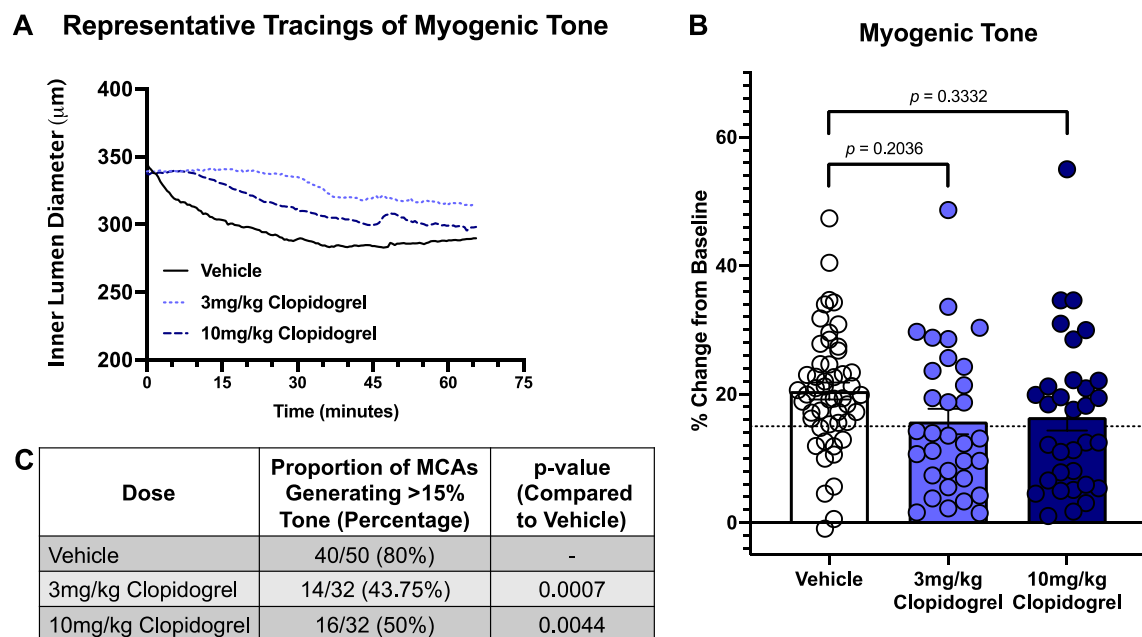 A Representative Tracings of Myogenic Tone
400
350
300
250
200
Inner Lumen Diameter (μm)
Vehicle
3mg/kg Clopidogrel
10mg/kg Clopidogrel
0 15 30 45 60 75
Time (minutes)
B Myogenic Tone
p = 0.3332
p = 0.2036
60
40
20
0
% Change from Baseline
Vehicle 3mg/kg 10mg/kg
Clopidogrel Clopidogrel
C
Dose
Proportion of MCAs
Generating >15%
Tone (Percentage)
p-value
(Compared
to Vehicle)
Vehicle 40/50 (80%) -
3mg/kg Clopidogrel 14/32 (43.75%) 0.0007
10mg/kg Clopidogrel 16/32 (50%) 0.0044